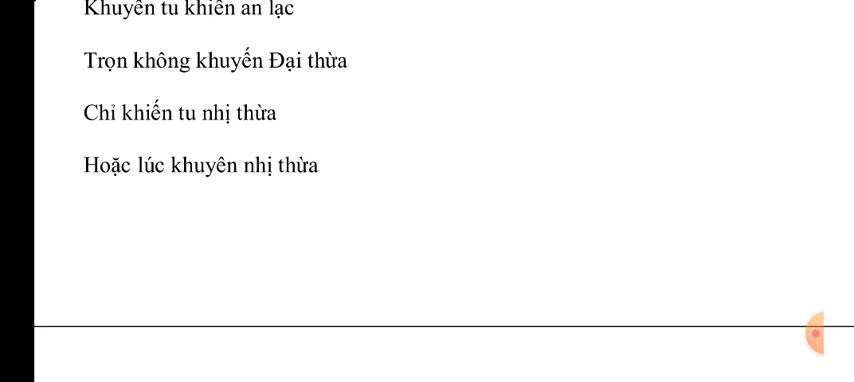 Khuyên tu khiến an lạc
Trọn không khuyến Đại thừa
Chỉ khiến tu nhị thừa
Hoặc lúc khuyên nhị thừa